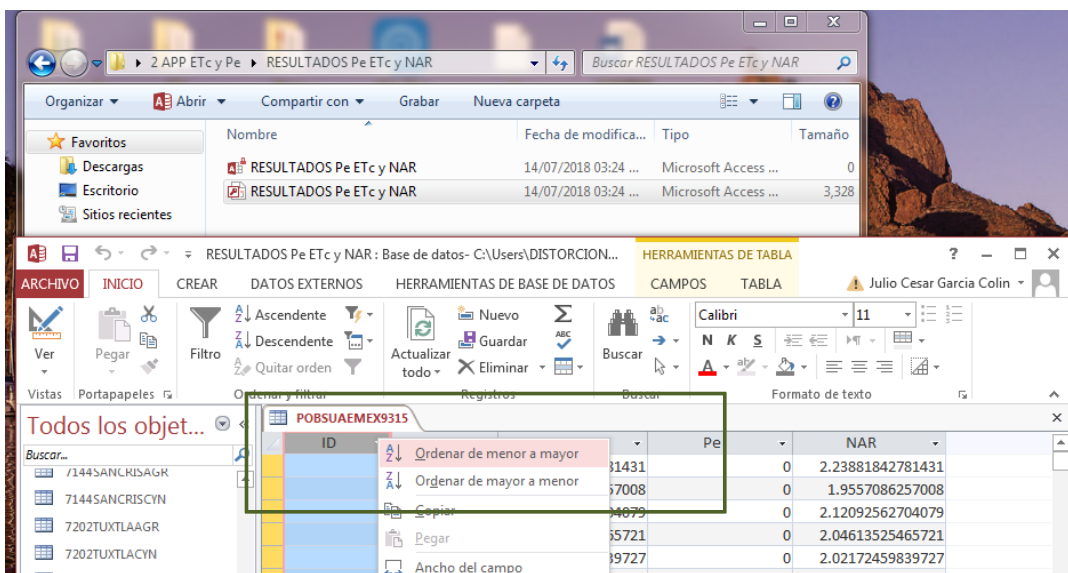 2 APP ETc y Pe ▸ RESULTADOS Pe ETc y NAR
Buscar RESULTADOS Pe ETc y NAR
Organizar Abrir Compartir con Grabar Nueva carpeta
Favoritos
Descargas
Escritorio
Sitios recientes
Nombre Fecha de modifica... Tipo Tamaño
RESULTADOS Pe ETc y NAR 14/07/2018 03:24 ... Microsoft Access ... 0
RESULTADOS Pe ETc y NAR 14/07/2018 03:24 ... Microsoft Access ... 3,328
RESULTADOS Pe ETc y NAR : Base de datos- C:\Users\DISTORCION... HERRAMIENTAS DE TABLA ?
ARCHIVO INICIO CREAR DATOS EXTERNOS HERRAMIENTAS DE BASE DE DATOS CAMPOS TABLA Julio Cesar Garcia Colin
Ver
Pegar
Filtro
Ascendente
Descendente
Quitar orden
Actualizar todo
Nuevo
Guardar
Eliminar
Buscar
Calibri 11
N K S
Vistas Portapapeles Ordenar y filtrar Registros Buscar Formato de texto
Todos los objet... «
Buscar...
7144SANCRISAGR
7144SANCRISCYN
7202TUXTLAAGR
7202TUXTLACYN
POBSUAEMEX9315
ID Pe NAR
Ordenar de menor a mayor
Ordenar de mayor a menor
Copiar
Pegar
Ancho del campo
31431 0 2.23881842781431
57008 0 1.9557086257008
04079 0 2.12092562704079
55721 0 2.04613525465721
39727 0 2.02172459839727